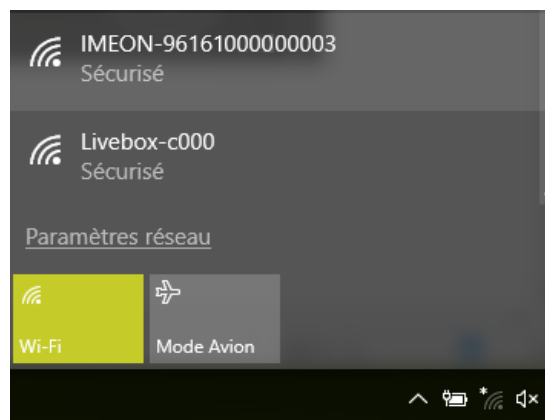 IMEON-96161000000003
Sécurisé
Livebox-c000
Sécurisé
Paramètres réseau
Wi-Fi
Mode Avion